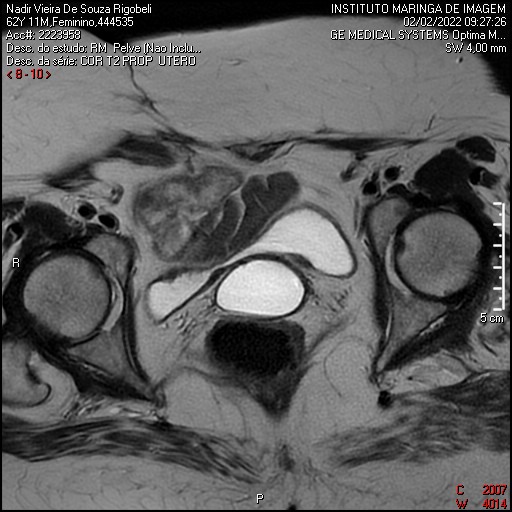 Nadir Vieira De Souza Rigobeli
62Y 11M,Feminino,444535
Acc#: 2223953
Desc. do estudo: RM Pelve (Nao Inclu...
Desc. da série: COR T2 PROP UTERO
<8-10>
INSTITUTO MARINGA DE IMAGEM
02/02/2022 09:27:26
GE MEDICAL SYSTEMS Optima M...
SW 4,00 mm
R
5 cm
P
C 2007
W 4014